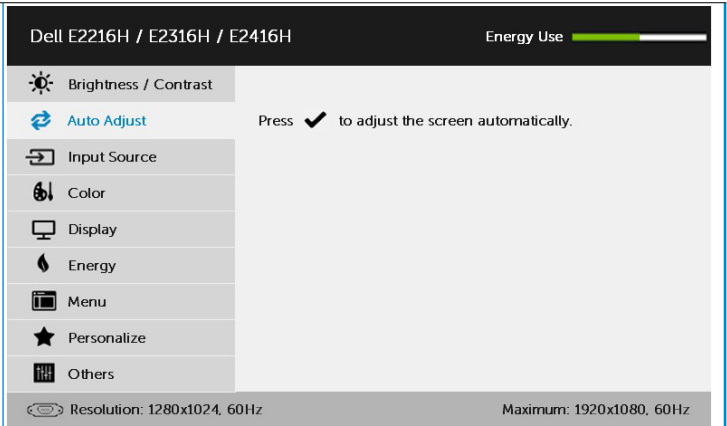 Dell E2216H / E2316H / E2416H
Energy Use
Brightness / Contrast
Auto Adjust
Press ✔ to adjust the screen automatically.
Input Source
Color
Display
Energy
Menu
Personalize
Others
Resolution: 1280x1024, 60Hz
Maximum: 1920x1080, 60Hz